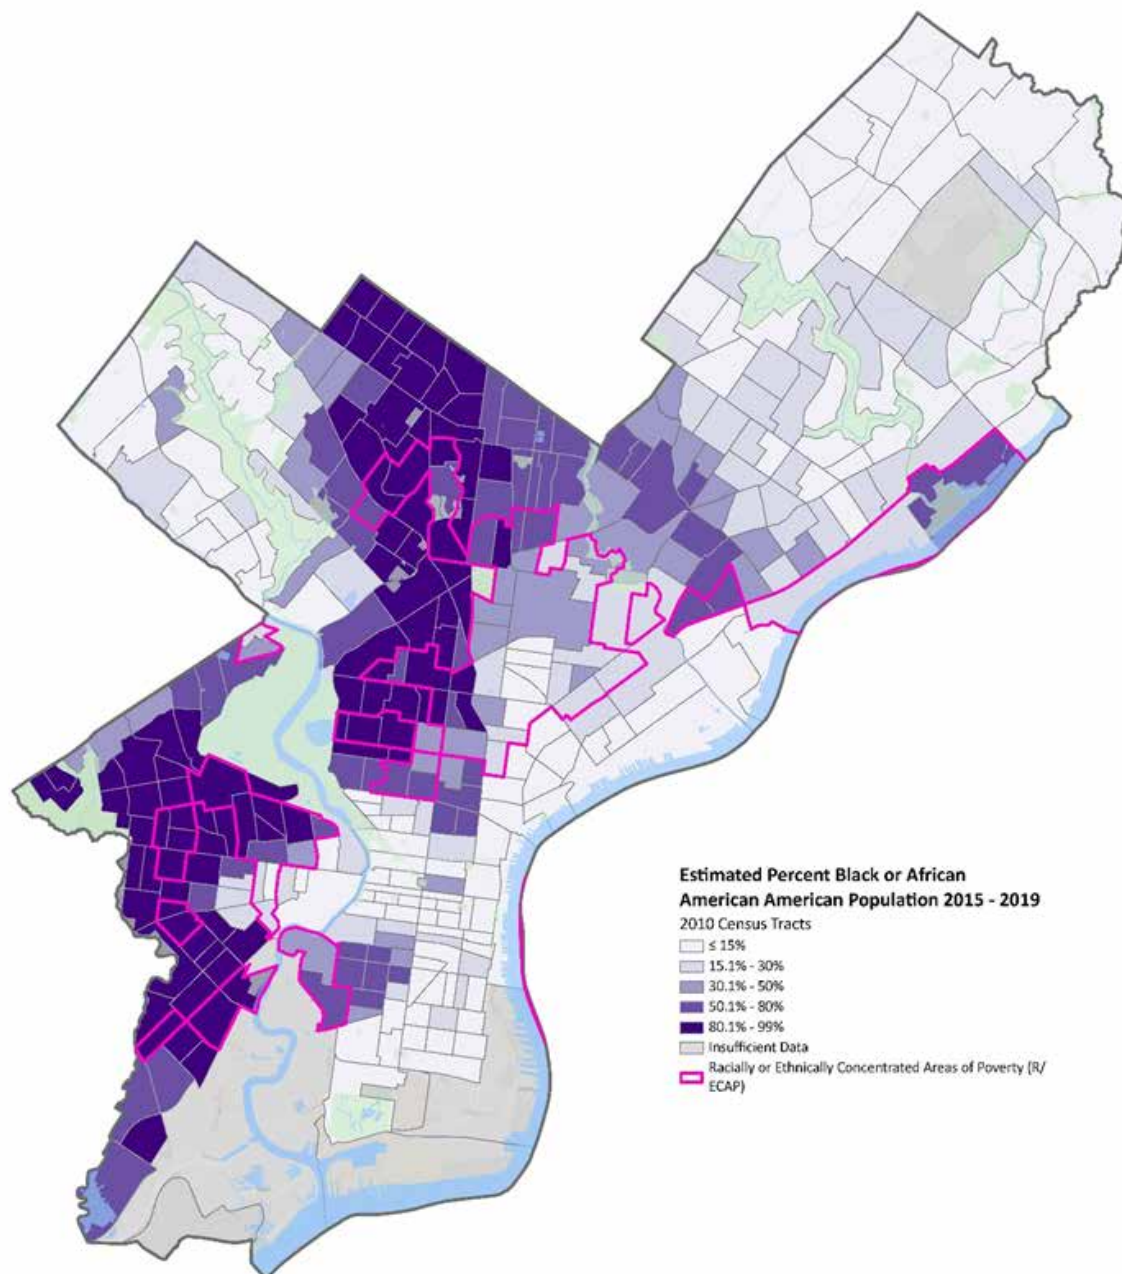 Estimated Percent Black or African
American American Population 2015 - 2019
2010 Census Tracts
≤ 15%
15.1% - 30%
30.1% - 50%
50.1% - 80%
80.1% - 99%
Insufficient Data
Racially or Ethnically Concentrated Areas of Poverty (R/
ECAP)